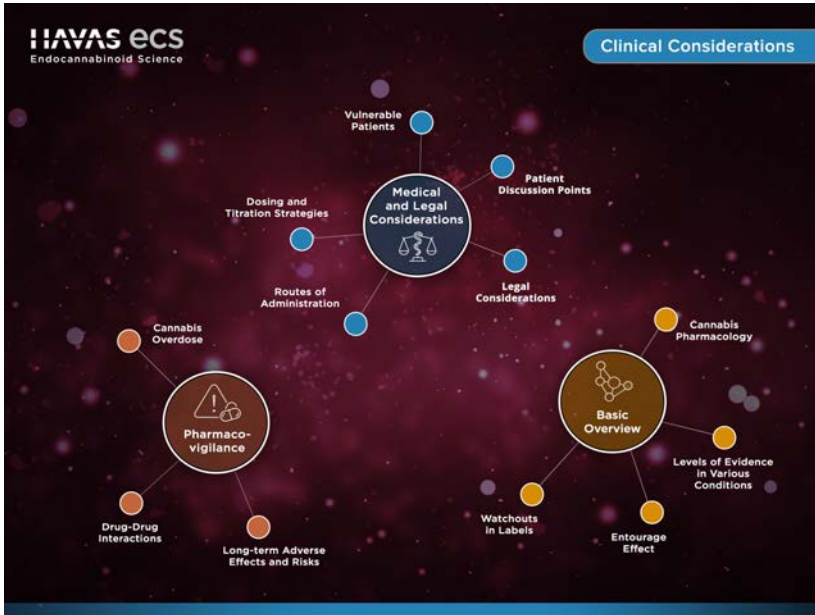 HAVAS ecs
Endocannabinoid Science
Clinical Considerations
Vulnerable
Patients
Patient
Discussion Points
Medical
and Legal
Considerations
Dosing and
Titration Strategies
Legal
Considerations
Routes of
Administration
Cannabis
Overdose
Pharmaco-
vigilance
Drug-Drug
Interactions
Long-term Adverse
Effects and Risks
Cannabis
Pharmacology
Basic
Overview
Levels of Evidence
in Various
Conditions
Watchouts
in Labels
Entourage
Effect